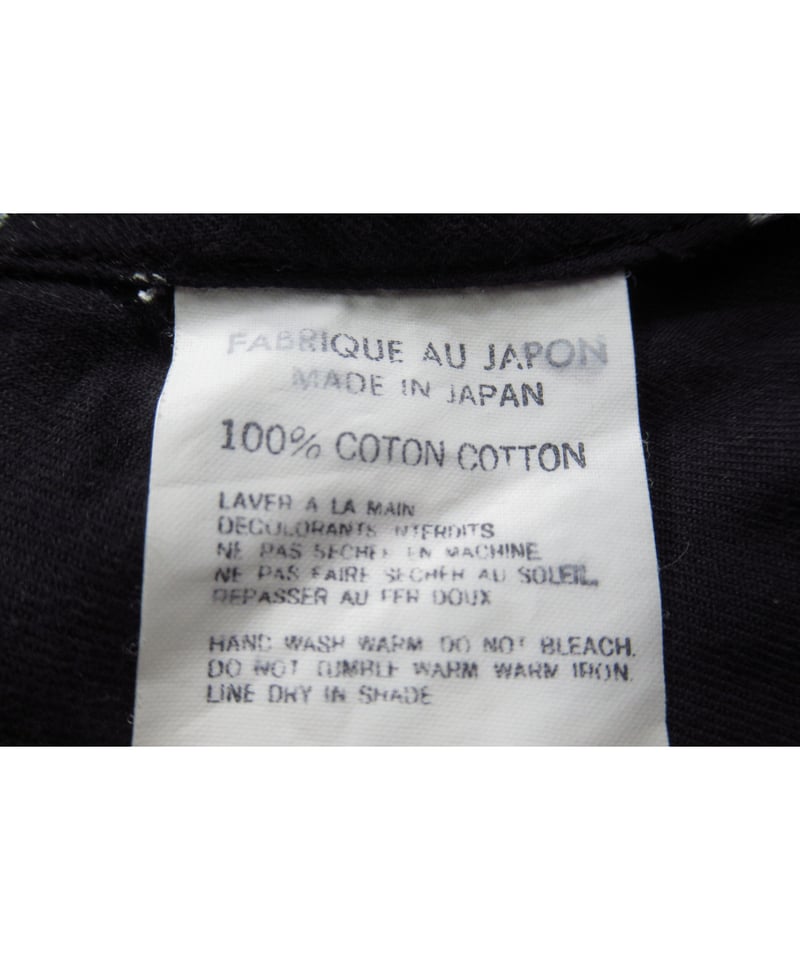 FABRIQUE AU JAPON
MADE IN JAPAN
100% COTON COTTON
LAVER A LA MAIN
DECOLORANTS INTERDITS
NE PAS SECHER EN MACHINE
NE PAS FAIRE SECHER AU SOLEIL.
REPASSER AU FER DOUX
HAND WASH WARM DO NOT BLEACH.
DO NOT TUMBLE WARM WARM IRON.
LINE DRY IN SHADE